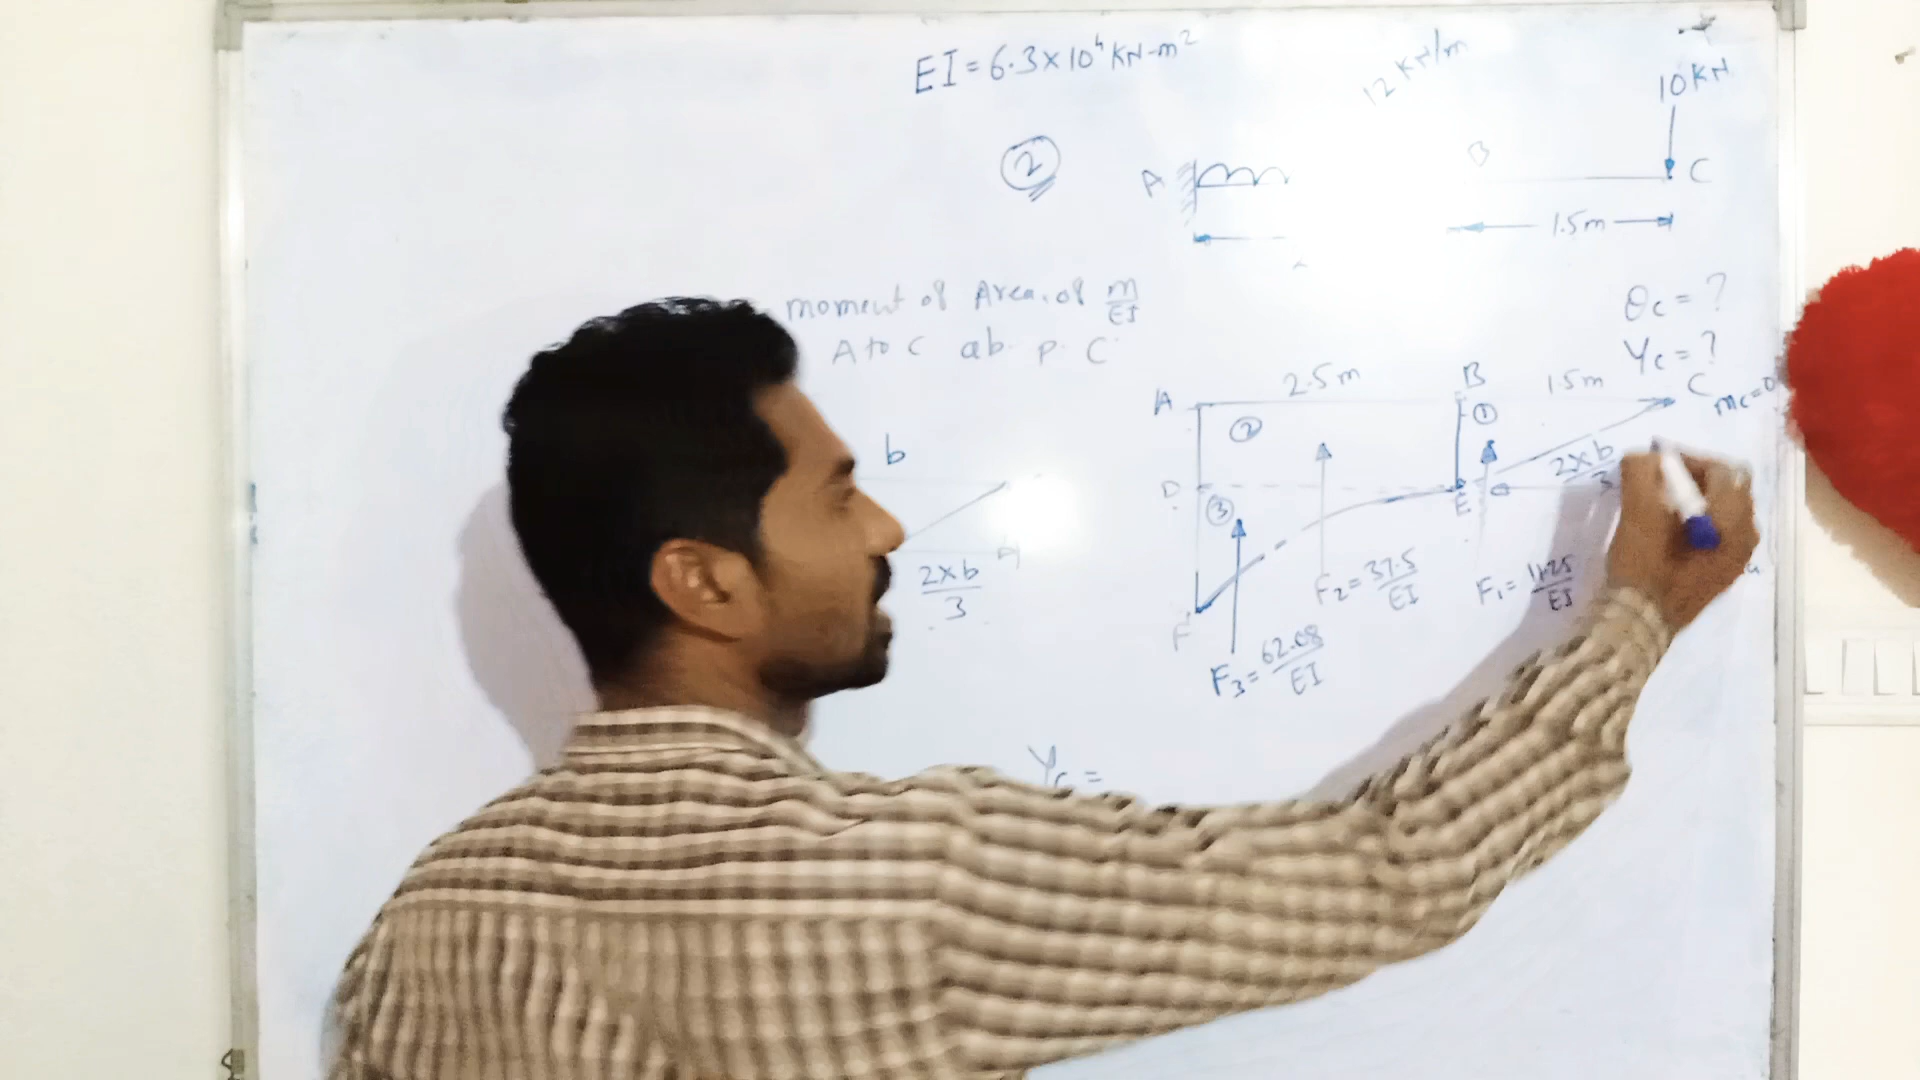 EI = 6.3×10⁴ KN-m²
12 KN/m
10 KN
2
A
B
C
1.5m
moment of Area of m/EI
A to C ab. p. C
θc = ?
Yc = ?
A
2.5m
B
1.5m
C
mc=0
2
1
b
2×b/3
D
3
E
2×b/3
F₂ = 37.5/EI
F₁ = 11.25/EI
F
F₃ = 62.08/EI
Yc =